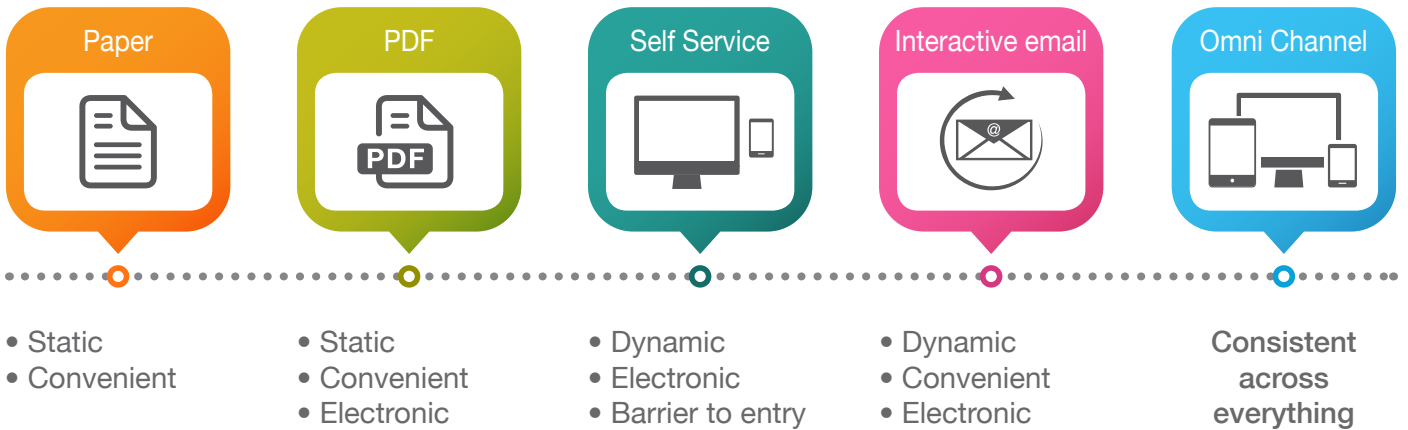 Paper
PDF
Self Service
Interactive email
Omni Channel
PDF
@
• Static
• Convenient
• Static
• Convenient
• Electronic
• Dynamic
• Electronic
• Barrier to entry
• Dynamic
• Convenient
• Electronic
Consistent
across
everything